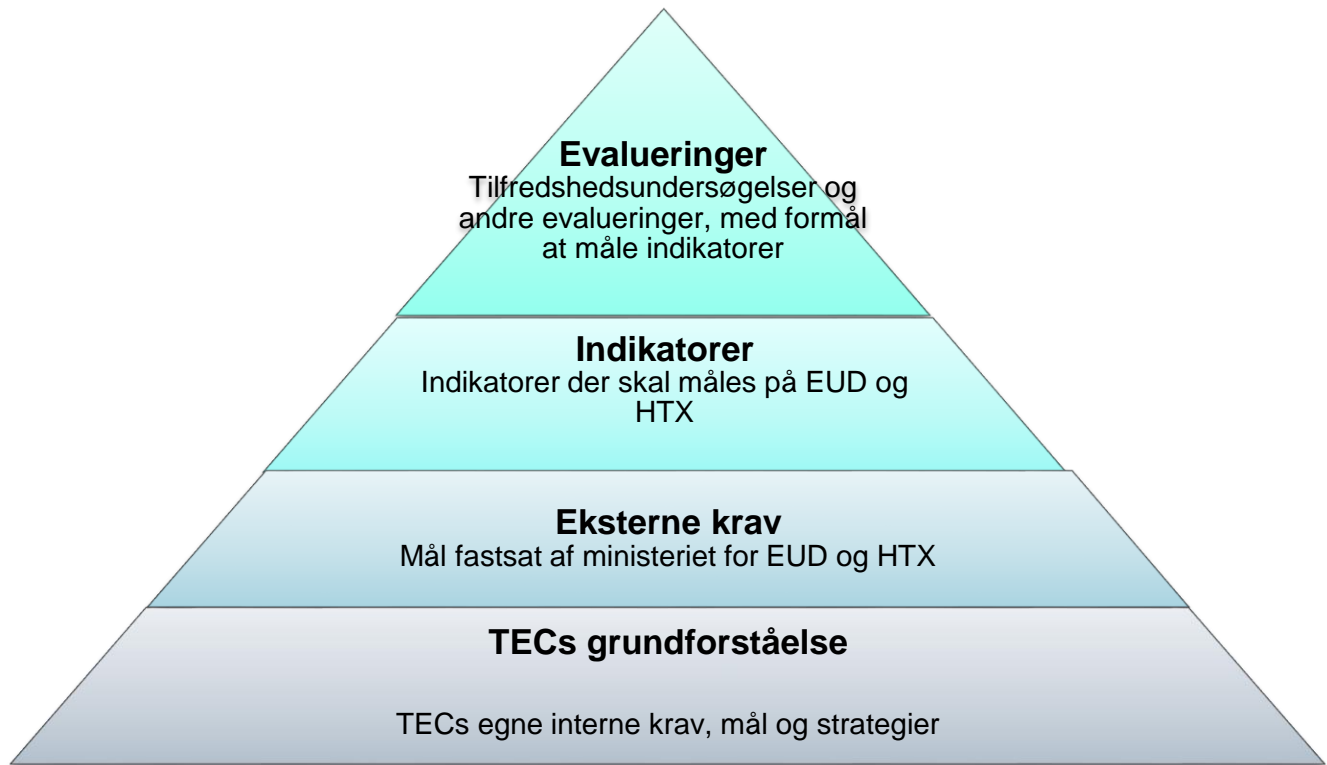 Evalueringer
Tilfredshedsundersøgelser og
andre evalueringer, med formål
at måle indikatorer
Indikatorer
Indikatorer der skal måles på EUD og
HTX
Eksterne krav
Mål fastsat af ministeriet for EUD og HTX
TECs grundforståelse
TECs egne interne krav, mål og strategier